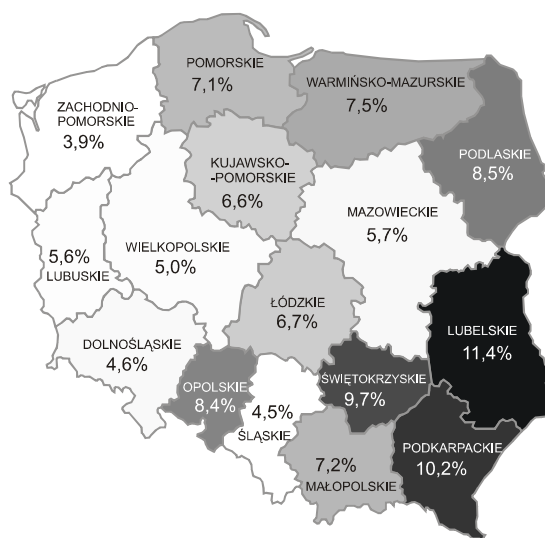 POMORSKIE
7,1%
WARMIŃSKO-MAZURSKIE
7,5%
ZACHODNIO-
POMORSKIE
3,9%
PODLASKIE
8,5%
KUJAWSKO-
-POMORSKIE
6,6%
MAZOWIECKIE
5,7%
WIELKOPOLSKIE
5,0%
5,6%
LUBUSKIE
ŁÓDZKIE
6,7%
LUBELSKIE
11,4%
DOLNOŚLĄSKIE
4,6%
OPOLSKIE
8,4%
4,5%
ŚLĄSKIE
ŚWIĘTOKRZYSKIE
9,7%
PODKARPACKIE
10,2%
7,2%
MAŁOPOLSKIE